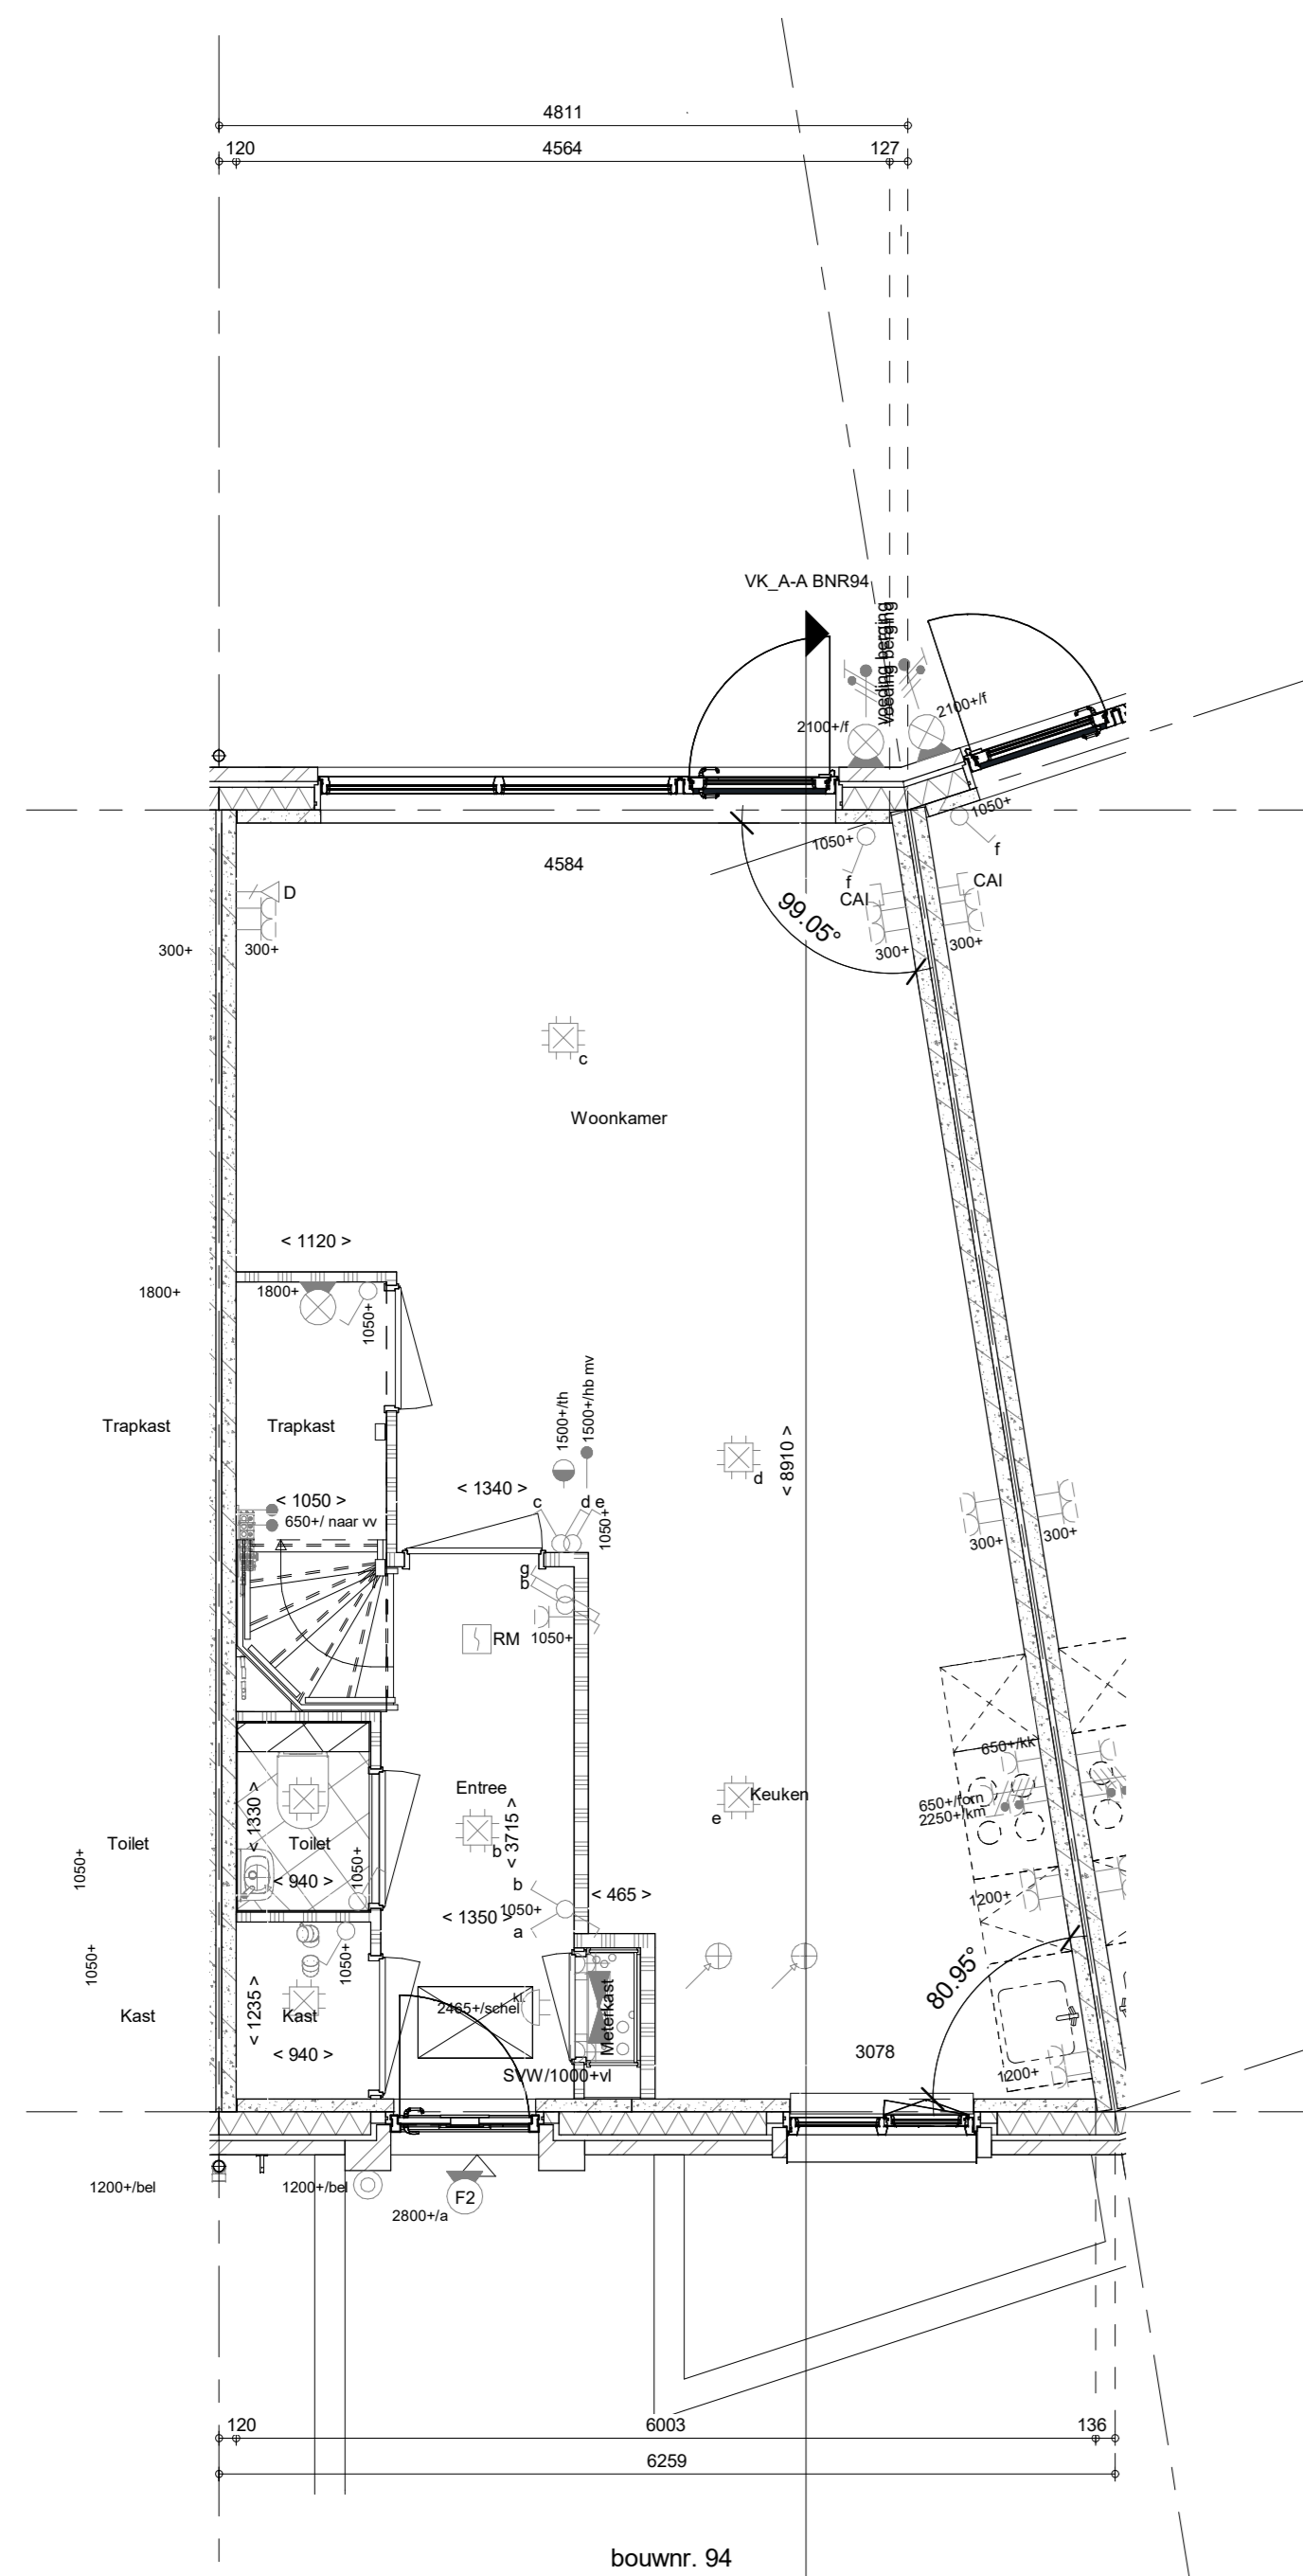 4811
120 4564 127
VK_A-A BNR94
voeding berging
voeding berging
2100+/f
2100+/f
1050+
1050+
f
f
4584
CAI
CAI
D
99.05°
300+
300+
300+
300+
c
Woonkamer
< 1120 >
1800+
1800+
1050+
1500+/th
1500+/hb mv
Trapkast
Trapkast
< 8910 >
d
< 1050 >
< 1340 >
c
d e
650+/ naar vv
1050+
300+
300+
g
b
RM
1050+
650+/kk
Entree
Keuken
650+/forn
2250+/km
e
< 1330 >
Toilet
Toilet
b
< 3715 >
1050+
1050+
< 940 >
b
< 465 >
1200+
1050+
a
< 1350 >
1050+
1050+
80.95°
< 1235 >
Kast
Kast
2465+/schel
kl.
Meterkast
< 940 >
3078
SVW/1000+vl
1200+
1200+/bel
1200+/bel
F2
2800+/a
120 6003 136
6259
bouwnr. 94